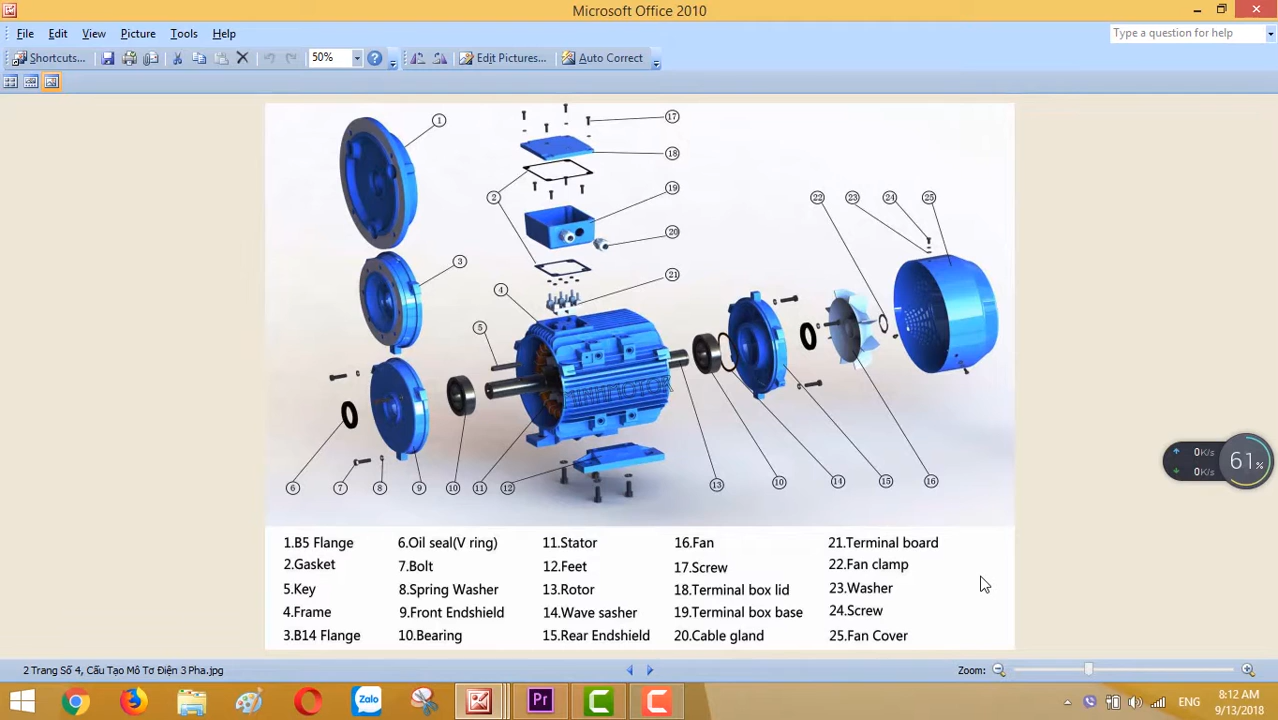 Microsoft Office 2010
File Edit View Picture Tools Help
Type a question for help
Shortcuts...
50%
Edit Pictures...
Auto Correct
1
17
18
2
19
22
23
24
25
20
3
21
4
5
6
7
8
9
10
11
12
13
10
14
15
16
0K/s
61%
0K/s
1.B5 Flange
2.Gasket
5.Key
4.Frame
3.B14 Flange
6.Oil seal(V ring)
7.Bolt
8.Spring Washer
9.Front Endshield
10.Bearing
11.Stator
12.Feet
13.Rotor
14.Wave sasher
15.Rear Endshield
16.Fan
17.Screw
18.Terminal box lid
19.Terminal box base
20.Cable gland
21.Terminal board
22.Fan clamp
23.Washer
24.Screw
25.Fan Cover
2 Trang Số 4, Cấu Tạo Mô Tơ Điện 3 Pha.jpg
Zoom:
Zalo
Pr
ENG
8:12 AM
9/13/2018